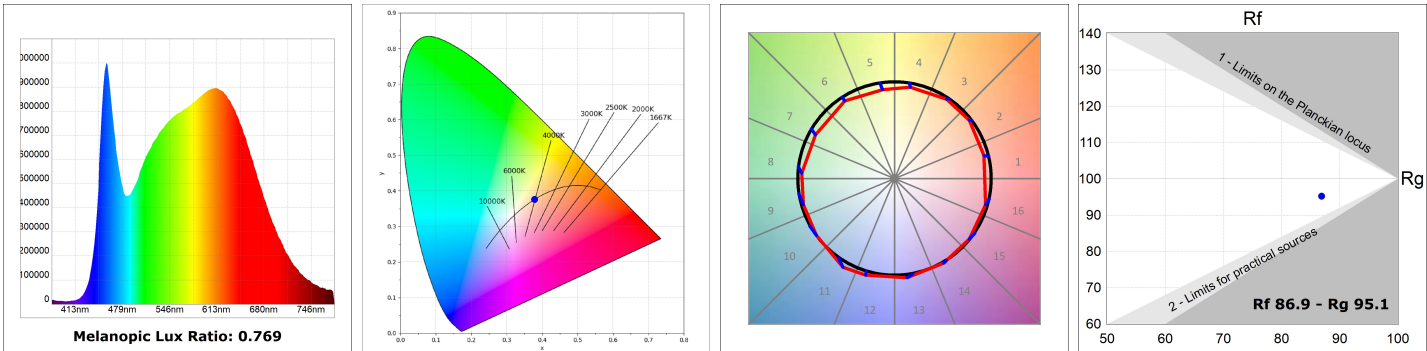 000000
900000
800000
700000
600000
500000
400000
300000
200000
100000
0
413nm 479nm 546nm 613nm 680nm 746nm
Melanopic Lux Ratio: 0.769
0.9
0.8
0.7
0.6
0.5
0.4
0.3
0.2
0.1
0.0
y
0.0 0.1 0.2 0.3 0.4 0.5 0.6 0.7 0.8
x
1667K
2000K
2500K
3000K
4000K
6000K
10000K
1
2
3
4
5
6
7
8
9
10
11
12
13
14
15
16
Rf
140
130
120
110
100
90
80
70
60
50 60 70 80 90 100
Rg
1 - Limits on the Planckian locus
2 - Limits for practical sources
Rf 86.9 - Rg 95.1